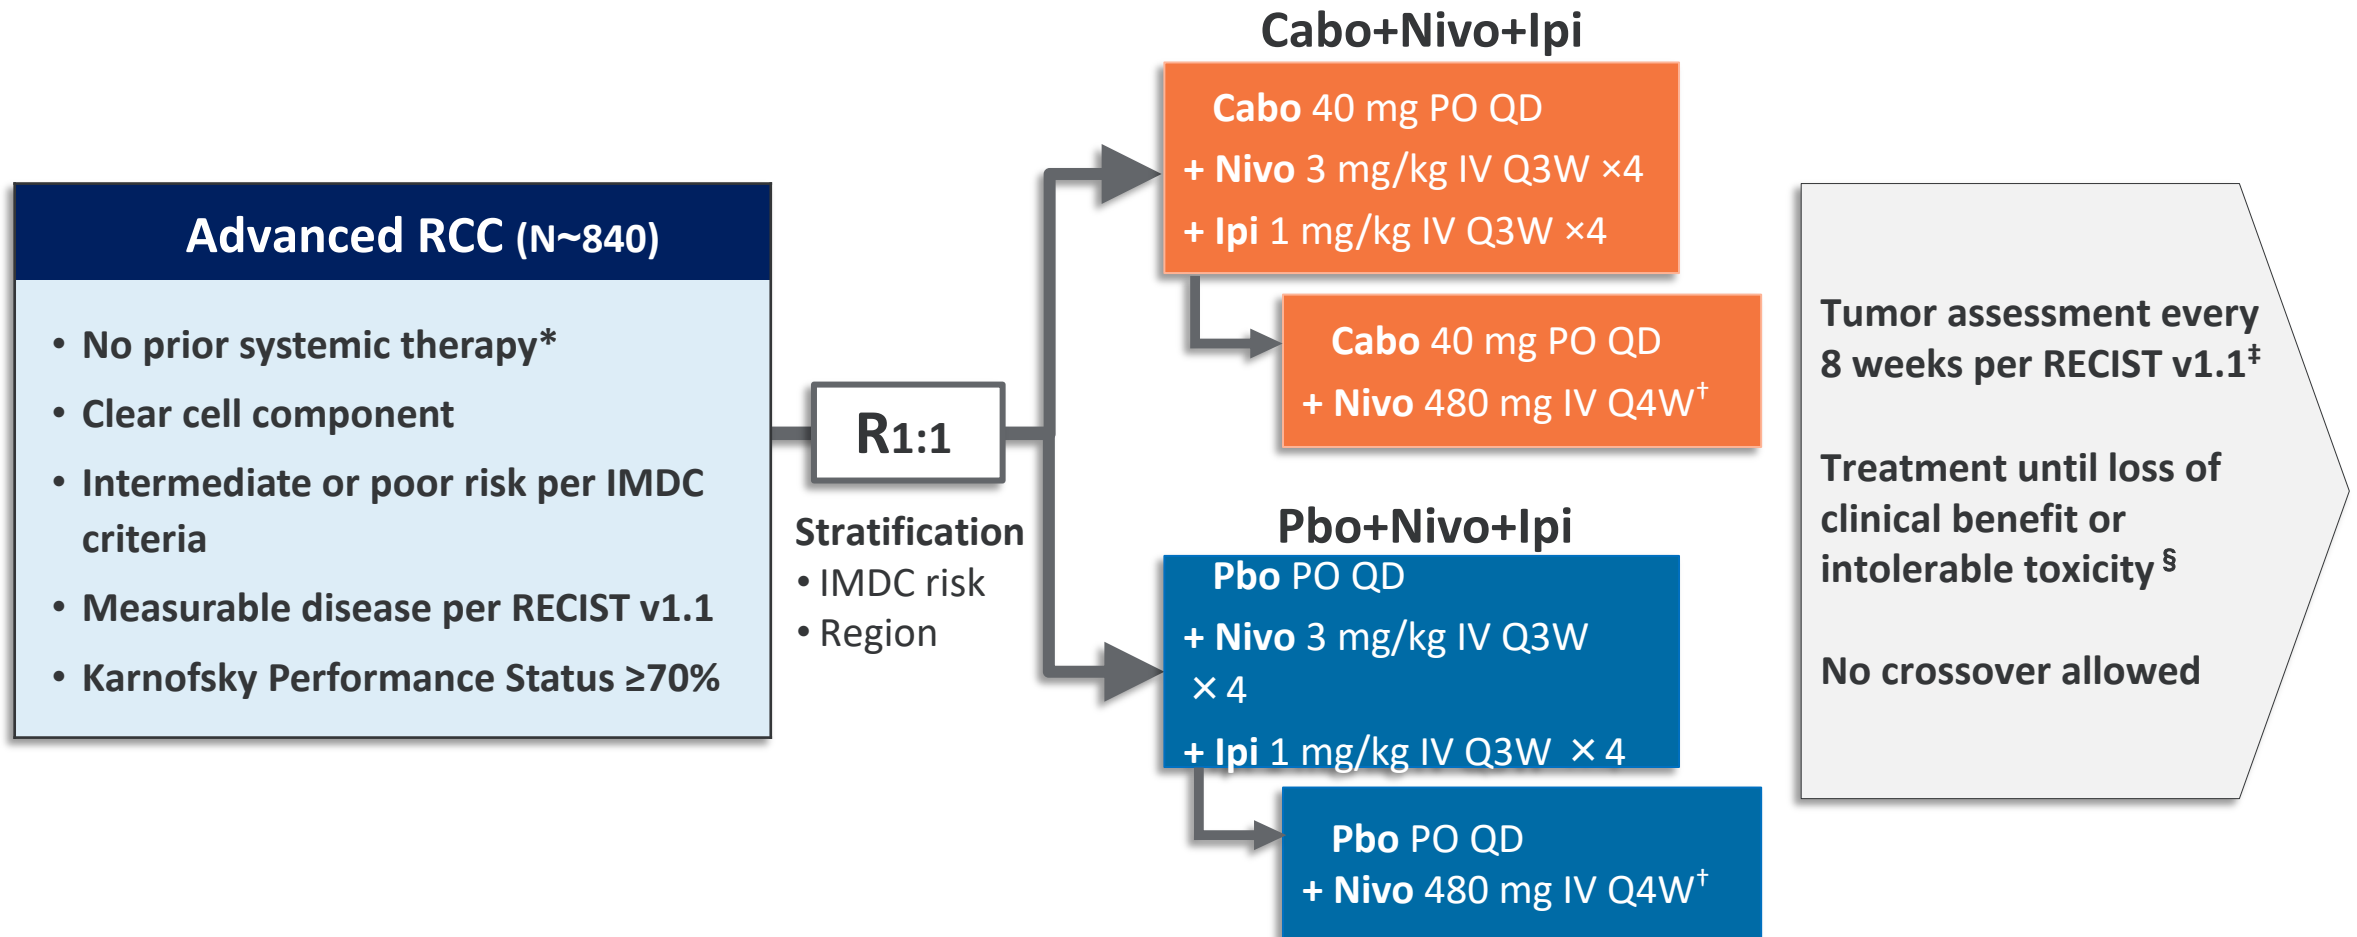 Advanced RCC (N~840)
• No prior systemic therapy*
• Clear cell component
• Intermediate or poor risk per IMDC
criteria
• Measurable disease per RECIST v1.1
• Karnofsky Performance Status ≥70%
R1:1
Stratification
• IMDC risk
• Region
Cabo+Nivo+Ipi
Cabo 40 mg PO QD
+ Nivo 3 mg/kg IV Q3W ×4
+ Ipi 1 mg/kg IV Q3W ×4
Cabo 40 mg PO QD
+ Nivo 480 mg IV Q4W†
Pbo+Nivo+Ipi
Pbo PO QD
+ Nivo 3 mg/kg IV Q3W
× 4
+ Ipi 1 mg/kg IV Q3W × 4
Pbo PO QD
+ Nivo 480 mg IV Q4W†
Tumor assessment every
8 weeks per RECIST v1.1‡
Treatment until loss of
clinical benefit or
intolerable toxicity §
No crossover allowed